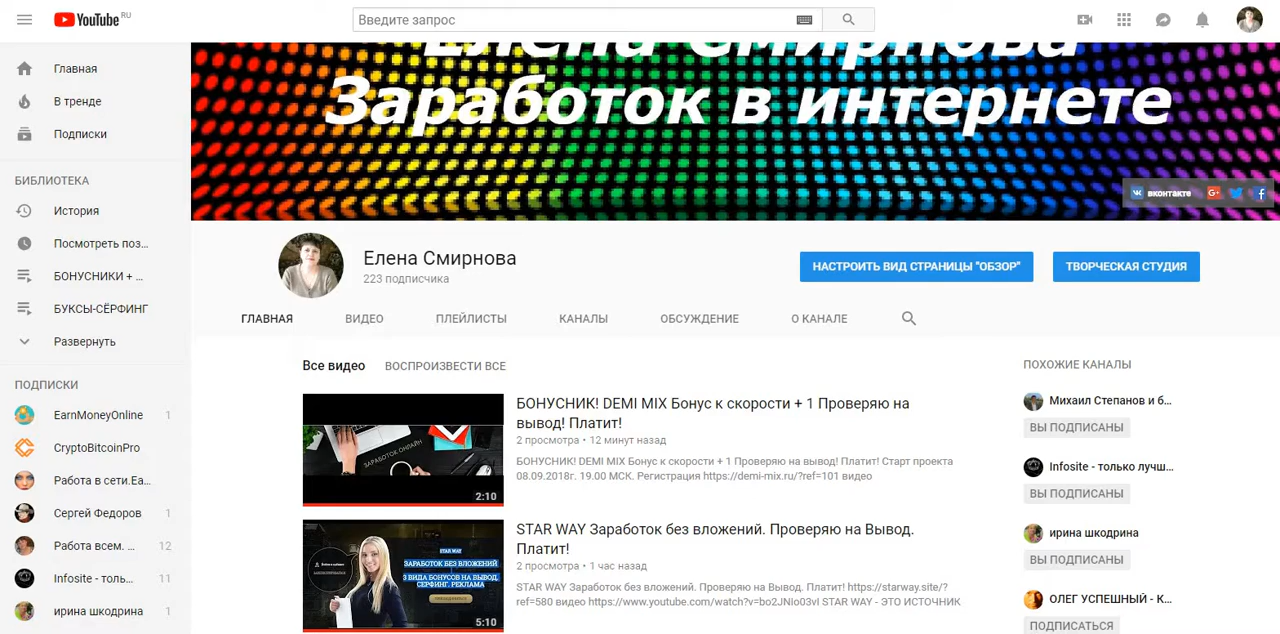 YouTube RU
Введите запрос
Главная
В тренде
Подписки
БИБЛИОТЕКА
История
Посмотреть поз...
БОНУСНИКИ + ...
БУКСЫ-СЁРФИНГ
Развернуть
ПОДПИСКИ
EarnMoneyOnline 1
CryptoBitcoinPro
Работа в сети.Ea...
Сергей Федоров 1
Работа всем. ... 12
Infosite - толь... 11
ирина шкодрина 1
Елена Смирнова
Заработок в интернете
вконтакте
G+
Елена Смирнова
223 подписчика
НАСТРОИТЬ ВИД СТРАНИЦЫ "ОБЗОР"
ТВОРЧЕСКАЯ СТУДИЯ
ГЛАВНАЯ ВИДЕО ПЛЕЙЛИСТЫ КАНАЛЫ ОБСУЖДЕНИЕ О КАНАЛЕ
Все видео ВОСПРОИЗВЕСТИ ВСЕ
ЗАРАБОТОК ОНЛАЙН
2:10
БОНУСНИК! DEMI MIX Бонус к скорости + 1 Проверяю на
вывод! Платит!
2 просмотра • 12 минут назад
БОНУСНИК! DEMI MIX Бонус к скорости + 1 Проверяю на вывод! Платит! Старт проекта
08.09.2018г. 19.00 МСК. Регистрация https://demi-mix.ru/?ref=101 видео
STAR WAY
ЗАРАБОТОК БЕЗ ВЛОЖЕНИЙ
3 ВИДА БОНУСОВ НА ВЫВОД,
СЕРФИНГ, РЕКЛАМА
5:10
STAR WAY Заработок без вложений. Проверяю на Вывод.
Платит!
2 просмотра • 1 час назад
STAR WAY Заработок без вложений. Проверяю на Вывод. Платит! https://starway.site/?
ref=580 видео https://www.youtube.com/watch?v=bo2JNIo03vI STAR WAY - ЭТО ИСТОЧНИК
ПОХОЖИЕ КАНАЛЫ
Михаил Степанов и б...
ВЫ ПОДПИСАНЫ
Infosite - только лучш...
ВЫ ПОДПИСАНЫ
ирина шкодрина
ВЫ ПОДПИСАНЫ
ОЛЕГ УСПЕШНЫЙ - К...
ПОДПИСАТЬСЯ